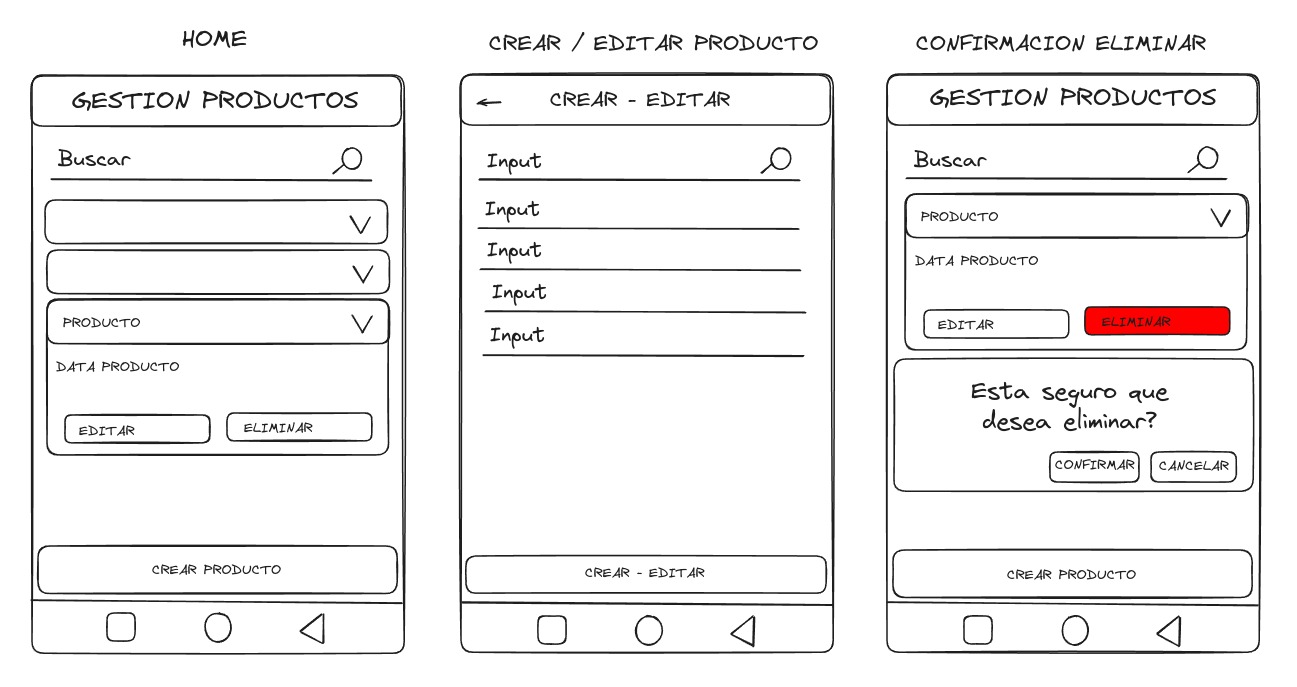 HOME
GESTION PRODUCTOS
Buscar
PRODUCTO
DATA PRODUCTO
EDITAR
ELIMINAR
CREAR PRODUCTO
CREAR / EDITAR PRODUCTO
CREAR - EDITAR
Input
Input
Input
Input
Input
CREAR - EDITAR
CONFIRMACION ELIMINAR
GESTION PRODUCTOS
Buscar
PRODUCTO
DATA PRODUCTO
EDITAR
ELIMINAR
Esta seguro que
desea eliminar?
CONFIRMAR
CANCELAR
CREAR PRODUCTO